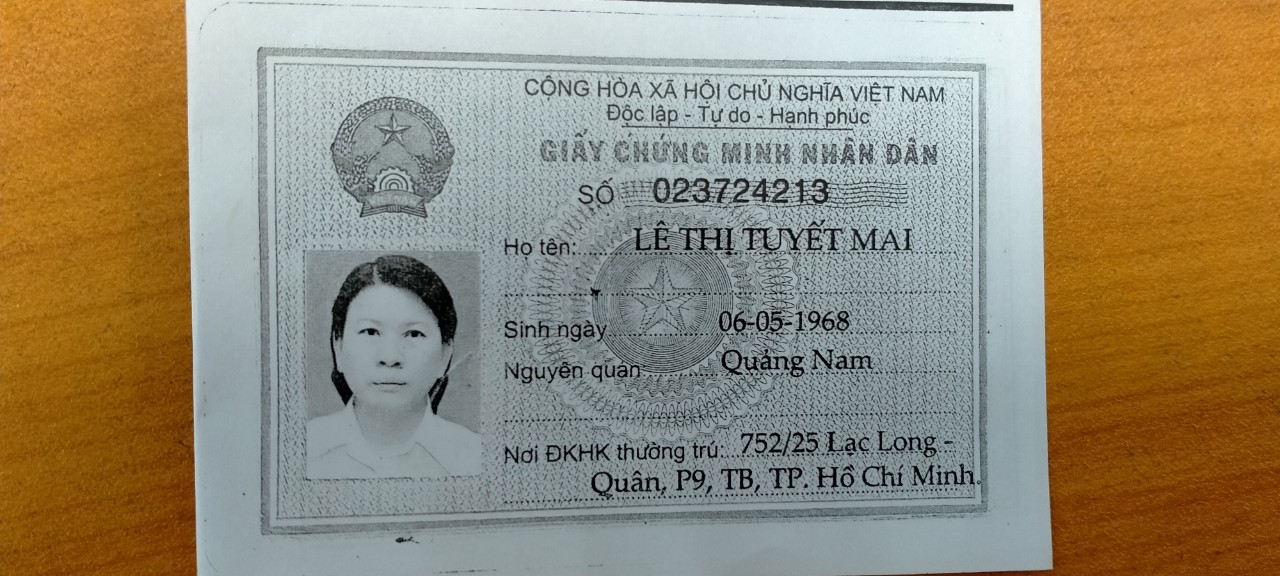 CỘNG HÒA XÃ HỘI CHỦ NGHĨA VIỆT NAM
Độc lập - Tự do - Hạnh phúc
GIẤY CHỨNG MINH NHÂN DÂN
SỐ 023724213
Họ tên: LÊ THỊ TUYẾT MAI
Sinh ngày 06-05-1968
Nguyên quán Quảng Nam
Nơi ĐKHK thường trú: 752/25 Lạc Long -
Quân, P9, TB, TP. Hồ Chí Minh.